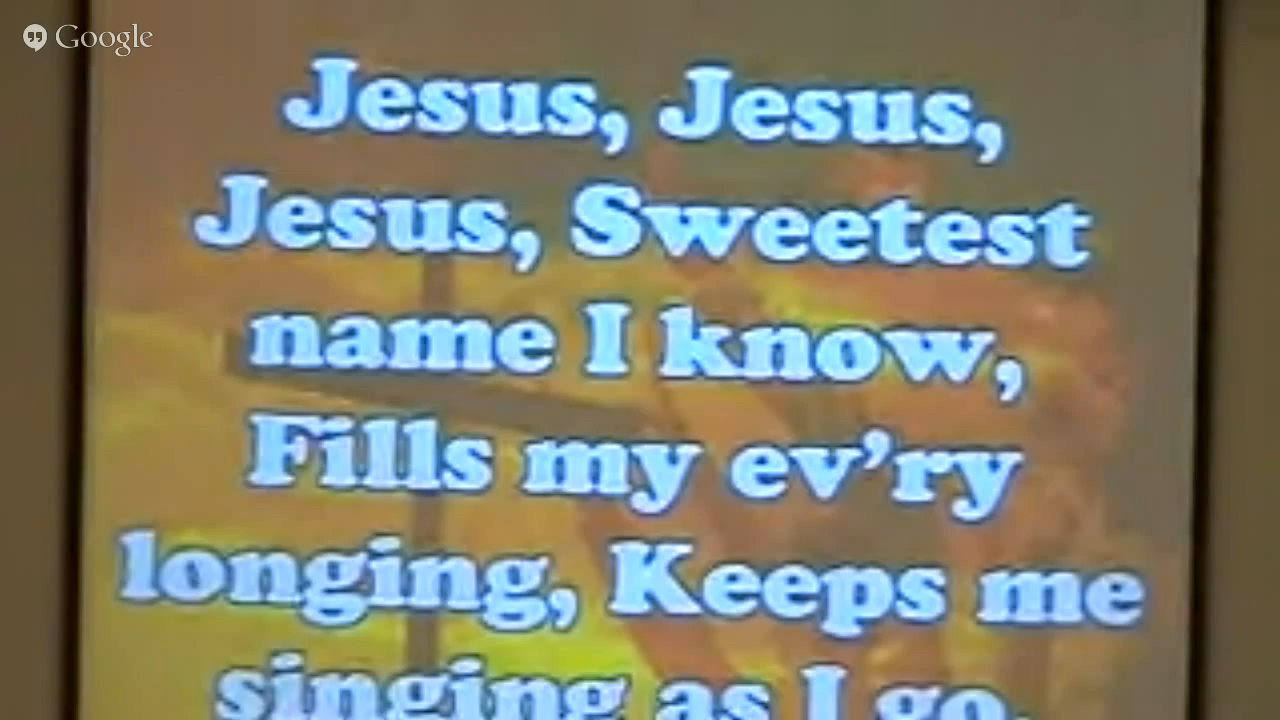 Google
Jesus, Jesus,
Jesus, Sweetest
name I know,
Fills my ev’ry
longing, Keeps me
singing as I go.